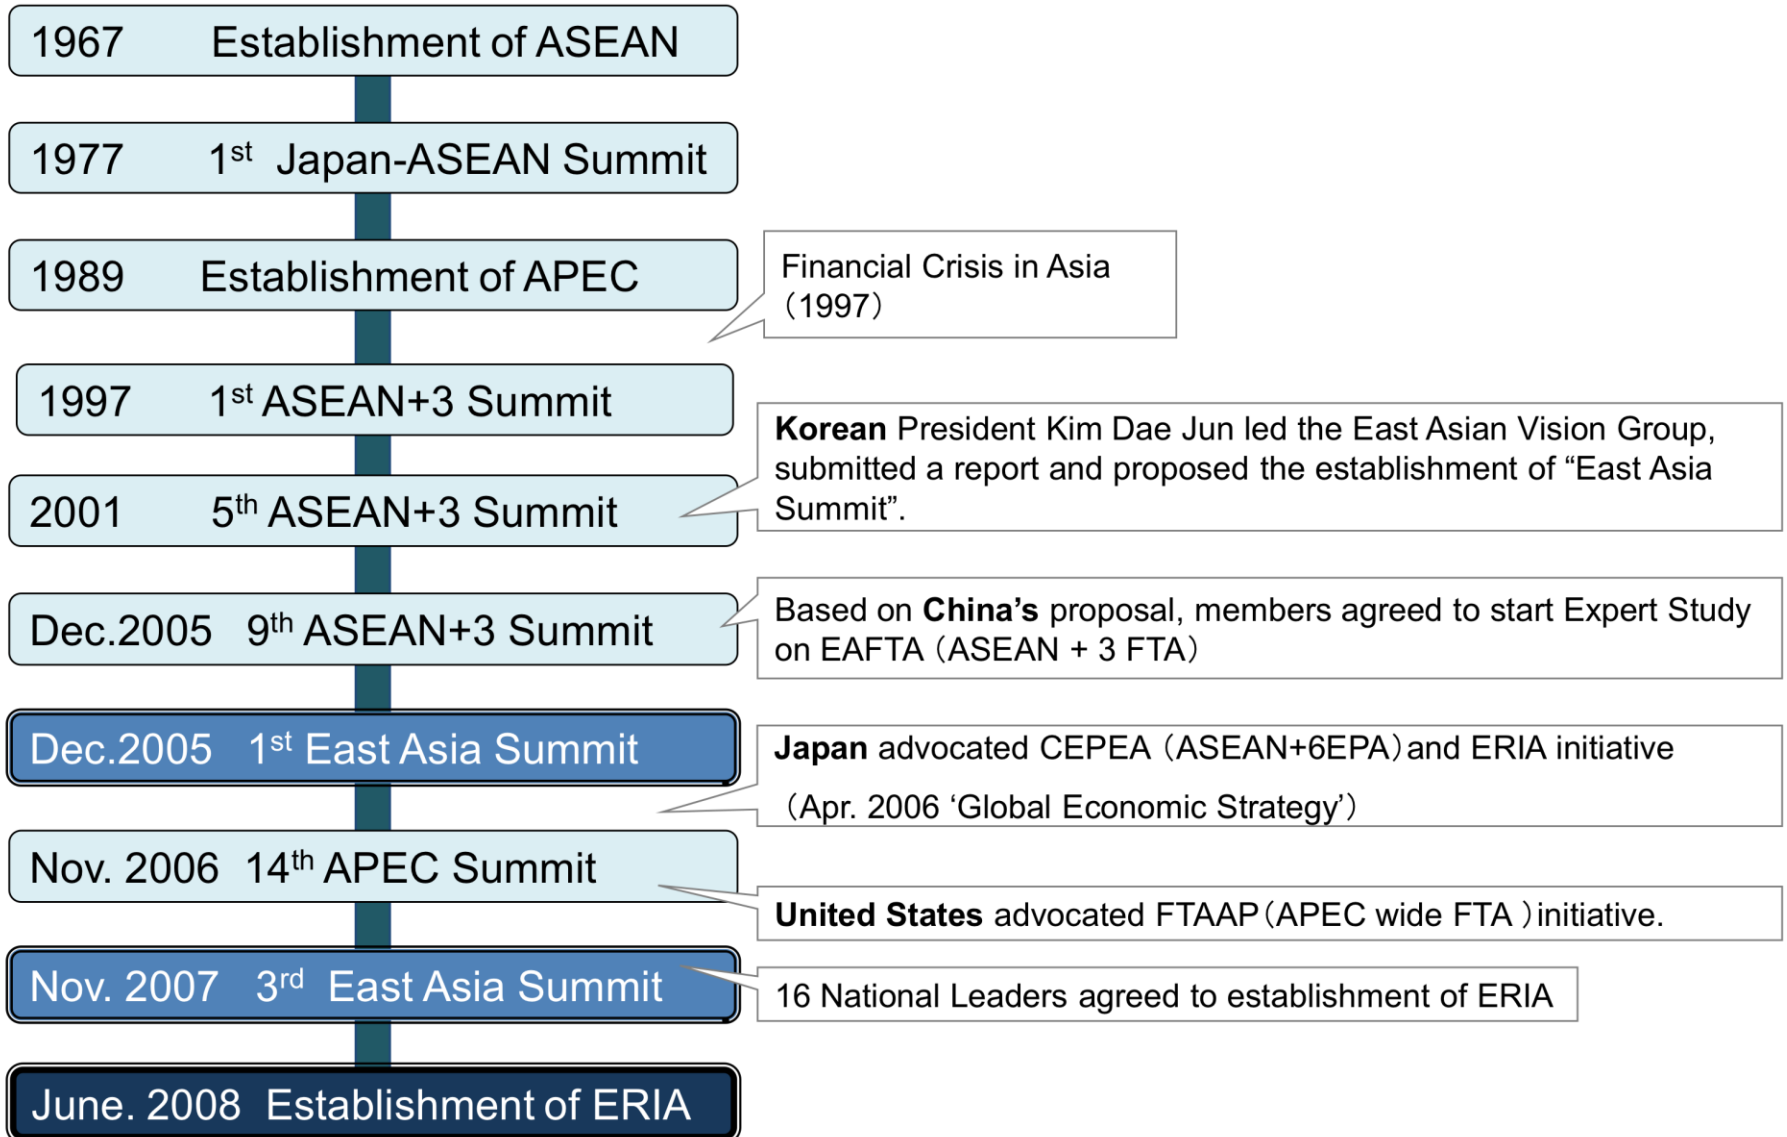 1967 Establishment of ASEAN
1977 1st Japan-ASEAN Summit
1989 Establishment of APEC
Financial Crisis in Asia
（1997）
1997 1st ASEAN+3 Summit
2001 5th ASEAN+3 Summit
Korean President Kim Dae Jun led the East Asian Vision Group,
submitted a report and proposed the establishment of “East Asia
Summit”.
Dec.2005 9th ASEAN+3 Summit
Based on China’s proposal, members agreed to start Expert Study
on EAFTA（ASEAN + 3 FTA）
Dec.2005 1st East Asia Summit
Japan advocated CEPEA（ASEAN+6EPA）and ERIA initiative
（Apr. 2006 ‘Global Economic Strategy’）
Nov. 2006 14th APEC Summit
United States advocated FTAAP（APEC wide FTA ）initiative.
Nov. 2007 3rd East Asia Summit
16 National Leaders agreed to establishment of ERIA
June. 2008 Establishment of ERIA